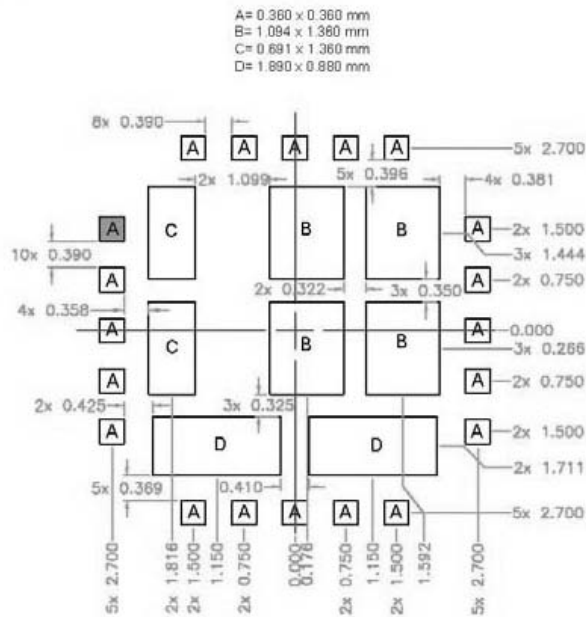 A= 0.360 x 0.360 mm
B= 1.094 x 1.360 mm
C= 0.691 x 1.360 mm
D= 1.890 x 0.880 mm
8x 0.390
A A A A A
5x 2.700
2x 1.099
5x 0.396
4x 0.381
A C B B A
2x 1.500
3x 1.444
10x 0.390
A A
2x 0.750
2x 0.322
3x 0.350
4x 0.358
A C B B A
0.000
3x 0.266
A A
2x 0.750
2x 0.425
3x 0.325
A D D A
2x 1.500
2x 1.711
5x 0.369
0.410
A A A A A
5x 2.700
5x 2.700
2x 1.816
2x 1.500
1.150
2x 0.750
0.000
0.176
2x 0.750
1.150
2x 1.500
1.592
5x 2.700